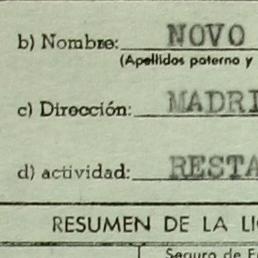 b) Nombre: NOVO
(Apellidos paterno y
c) Dirección: MADRI
d) actividad: RESTA
RESUMEN DE LA LI
Seguro de E